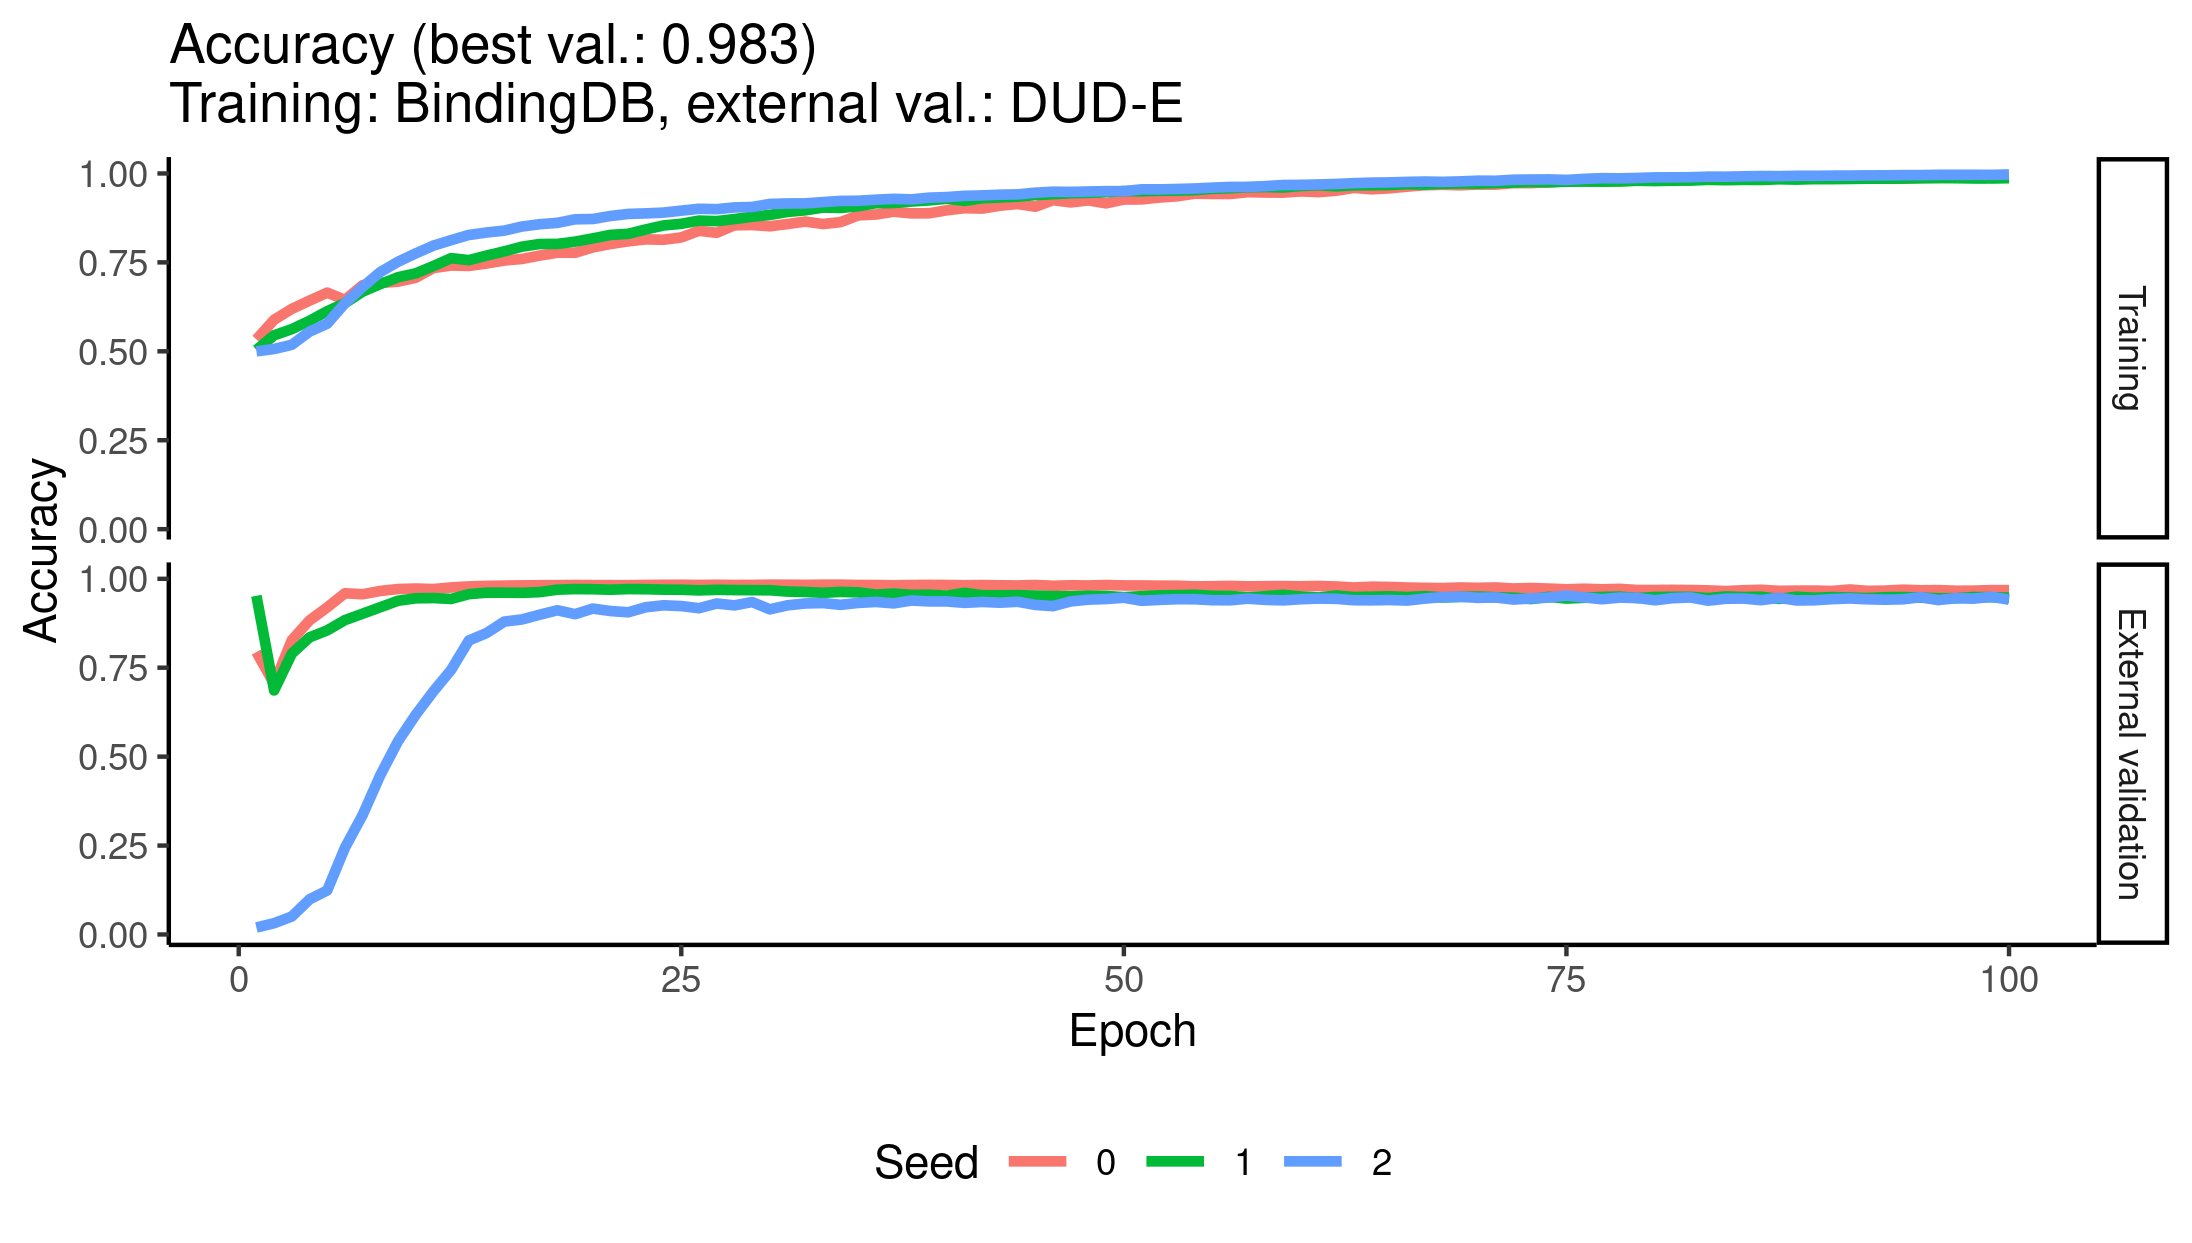 Accuracy (best val.: 0.983)
Training: BindingDB, external val.: DUD-E
Accuracy
1.00
0.75
0.50
0.25
0.00
Training
1.00
0.75
0.50
0.25
0.00
External validation
0 25 50 75 100
Epoch
Seed 0 1 2